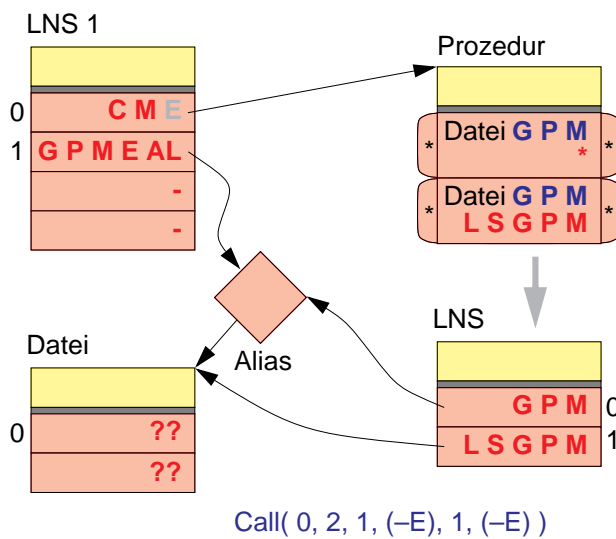 LNS 1
0 C M E
1 G P M E AL
-
-
Prozedur
Datei G P M
* * *
Datei G P M
* L S G P M *
Alias
Datei
0 ??
??
LNS
G P M 0
L S G P M 1
Call( 0, 2, 1, (–E), 1, (–E) )